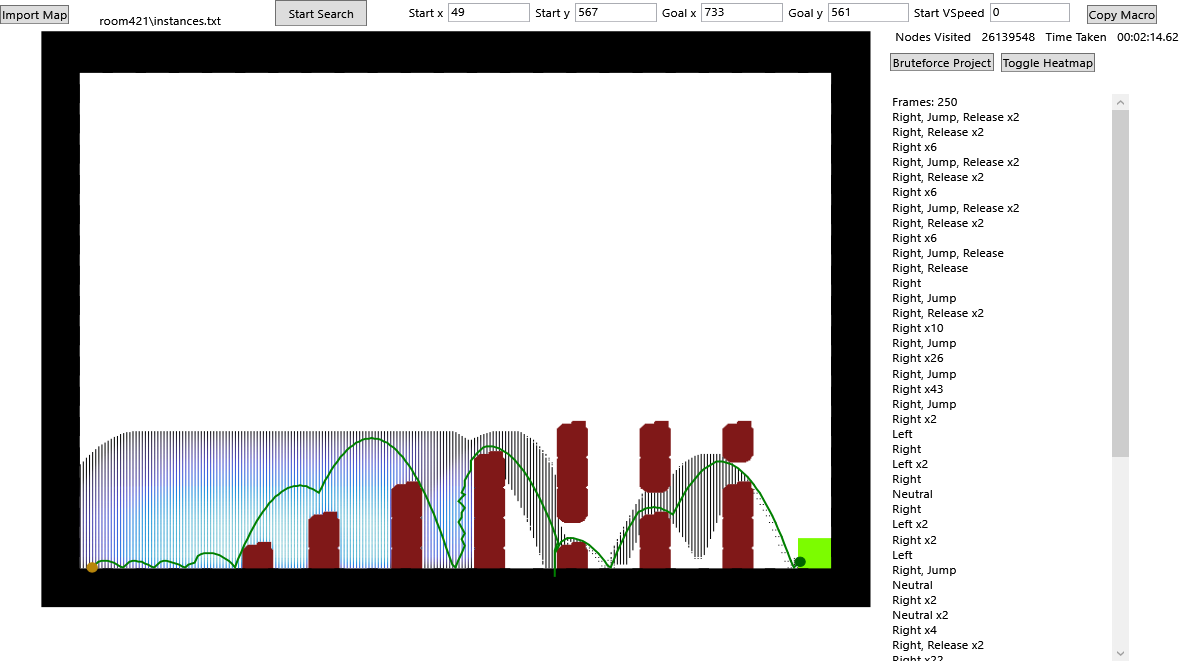 Import Map
room421\instances.txt
Start Search
Start x 49 Start y 567 Goal x 733 Goal y 561 Start VSpeed 0
Copy Macro
Nodes Visited 26139548 Time Taken 00:02:14.62
Bruteforce Project Toggle Heatmap
Frames: 250
Right, Jump, Release x2
Right, Release x2
Right x6
Right, Jump, Release x2
Right, Release x2
Right x6
Right, Jump, Release x2
Right, Release x2
Right x6
Right, Jump, Release
Right, Release
Right
Right, Jump
Right, Release x2
Right x10
Right, Jump
Right x26
Right, Jump
Right x43
Right, Jump
Right x2
Left
Right
Left x2
Right
Neutral
Right
Left x2
Right x2
Left
Right, Jump
Neutral
Right x2
Neutral x2
Right x4
Right, Release x2
Right x22